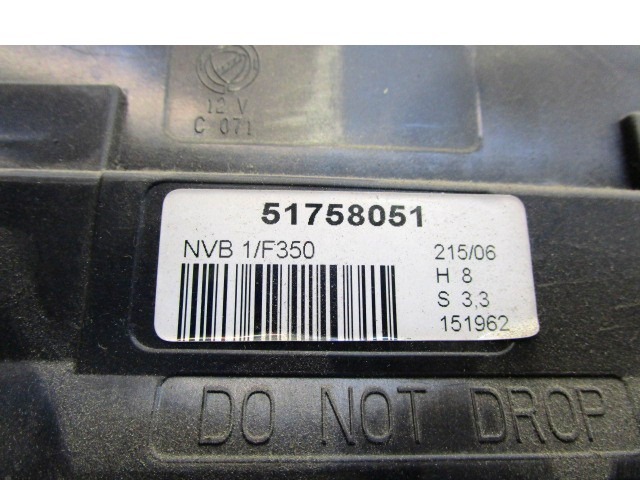 12 V
C 071
51758051
NVB 1/F350
215/06
H 8
S 3,3
151962
DO NOT DROP